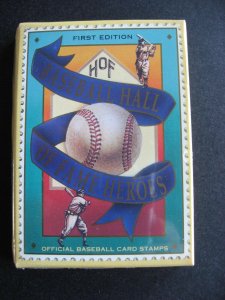 FIRST EDITION
HOF
BASEBALL HALL
OF FAME HEROES
OFFICIAL BASEBALL CARD STAMPS